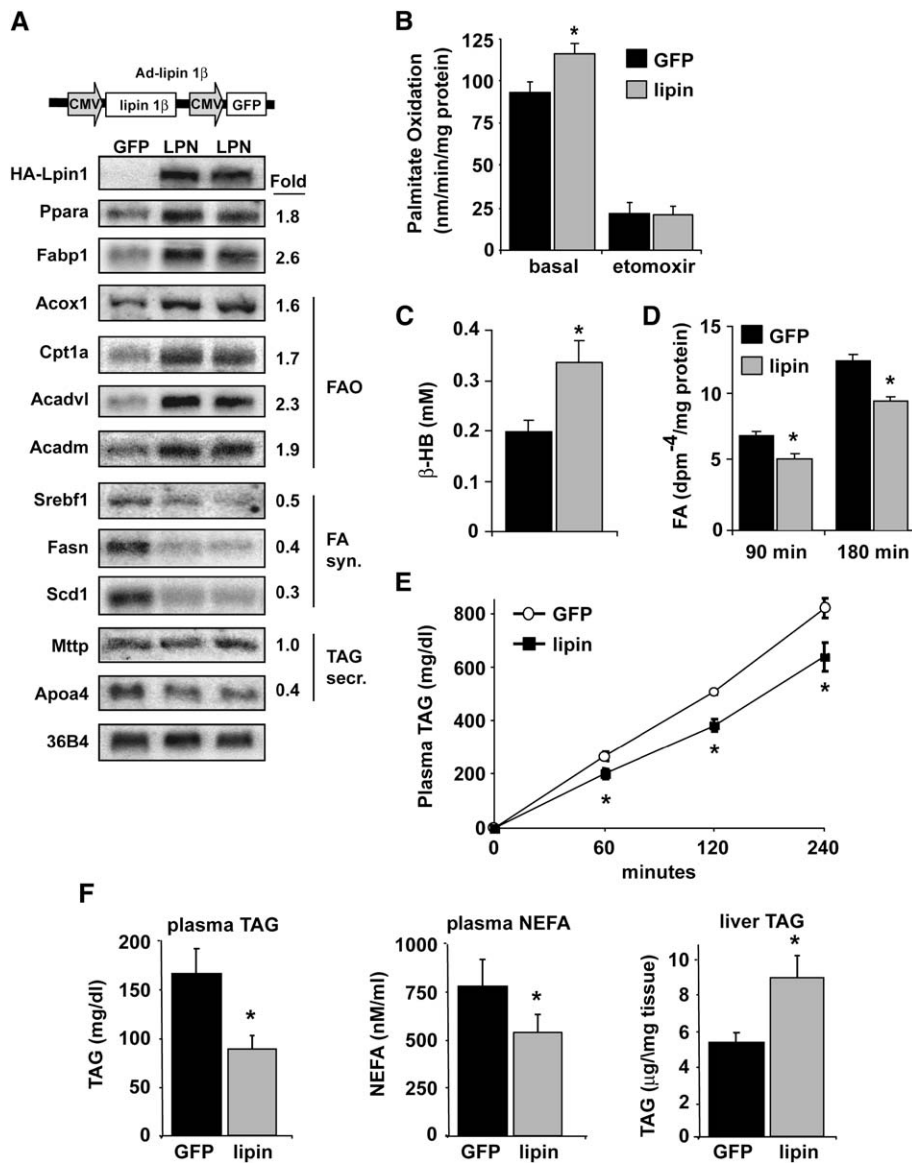 A
Ad-lipin 1β
CMV lipin 1β CMV GFP
GFP LPN LPN
Fold
HA-Lpin1
Ppara 1.8
Fabp1 2.6
Acox1 1.6
Cpt1a 1.7
Acadvl 2.3
Acadm 1.9
FAO
Srebf1 0.5
Fasn 0.4
Scd1 0.3
FA
syn.
Mttp 1.0
Apoa4 0.4
TAG
secr.
36B4
B
Palmitate Oxidation
(nm/min/mg protein)
125
100
75
50
25
0
*
GFP
lipin
basal etomoxir
C
β-HB (mM)
0.4
0.3
0.2
0.1
0
*
D
FA (dpm-4/mg protein)
15
10
5
0
GFP
lipin
* *
90 min 180 min
E
Plasma TAG (mg/dl)
800
600
400
200
0
GFP
lipin
* * *
0 60 120 240
minutes
F
plasma TAG
TAG (mg/dl)
200
150
100
50
0
*
GFP lipin
plasma NEFA
NEFA (nM/ml)
1000
750
500
250
0
*
GFP lipin
liver TAG
TAG (µg/\mg tissue)
10
8
6
4
2
0
*
GFP lipin